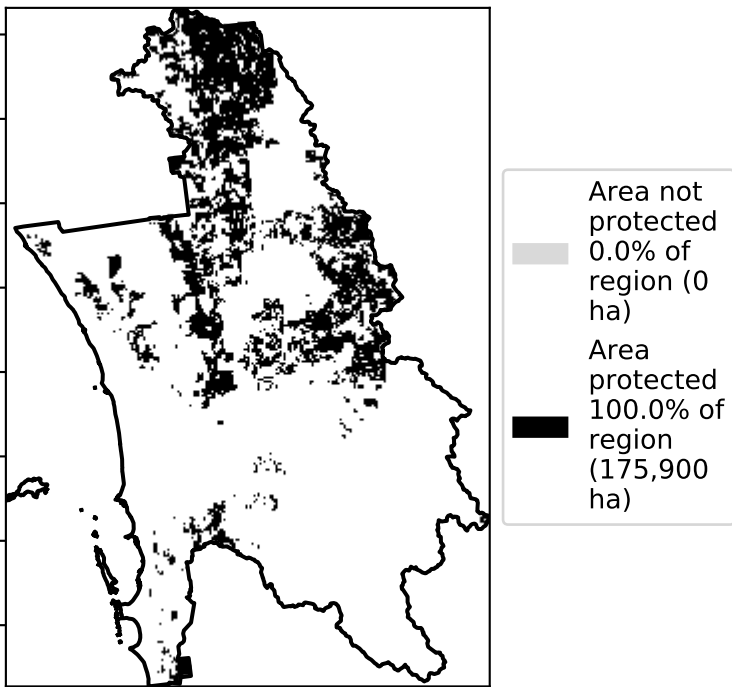 Area not
protected
0.0% of
region (0
ha)
Area
protected
100.0% of
region
(175,900
ha)